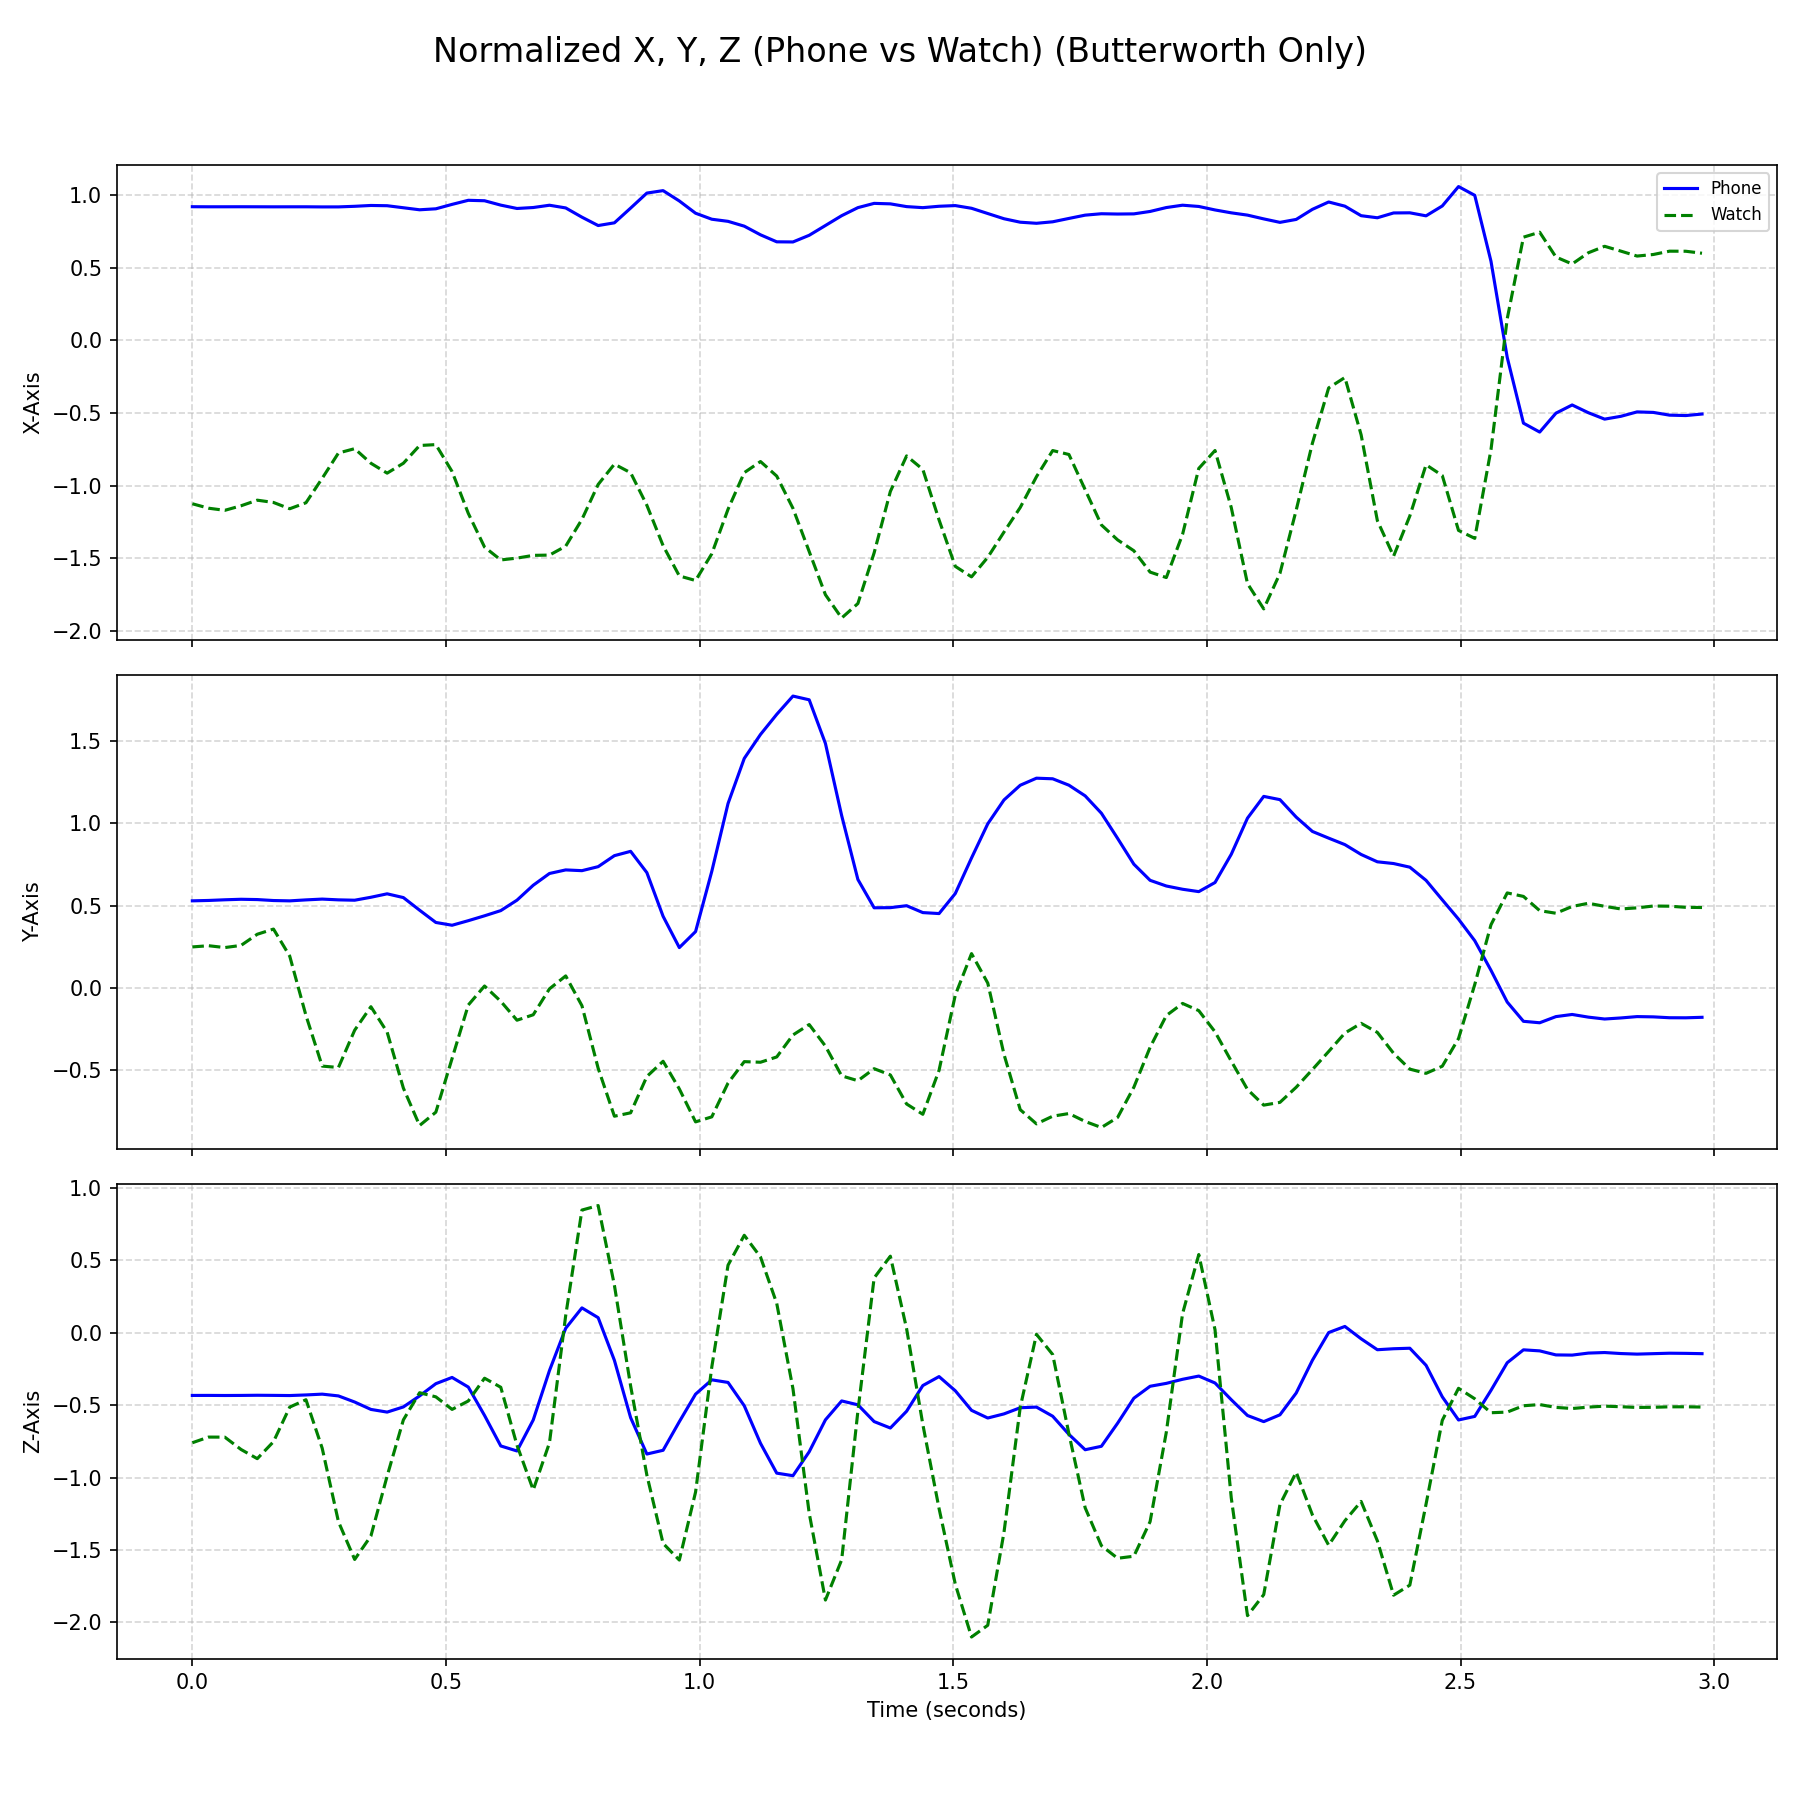 Normalized X, Y, Z (Phone vs Watch) (Butterworth Only)
Phone
Watch
1.0
0.5
0.0
−0.5
−1.0
−1.5
−2.0
X-Axis
1.5
1.0
0.5
0.0
−0.5
Y-Axis
1.0
0.5
0.0
−0.5
−1.0
−1.5
−2.0
Z-Axis
0.0 0.5 1.0 1.5 2.0 2.5 3.0
Time (seconds)